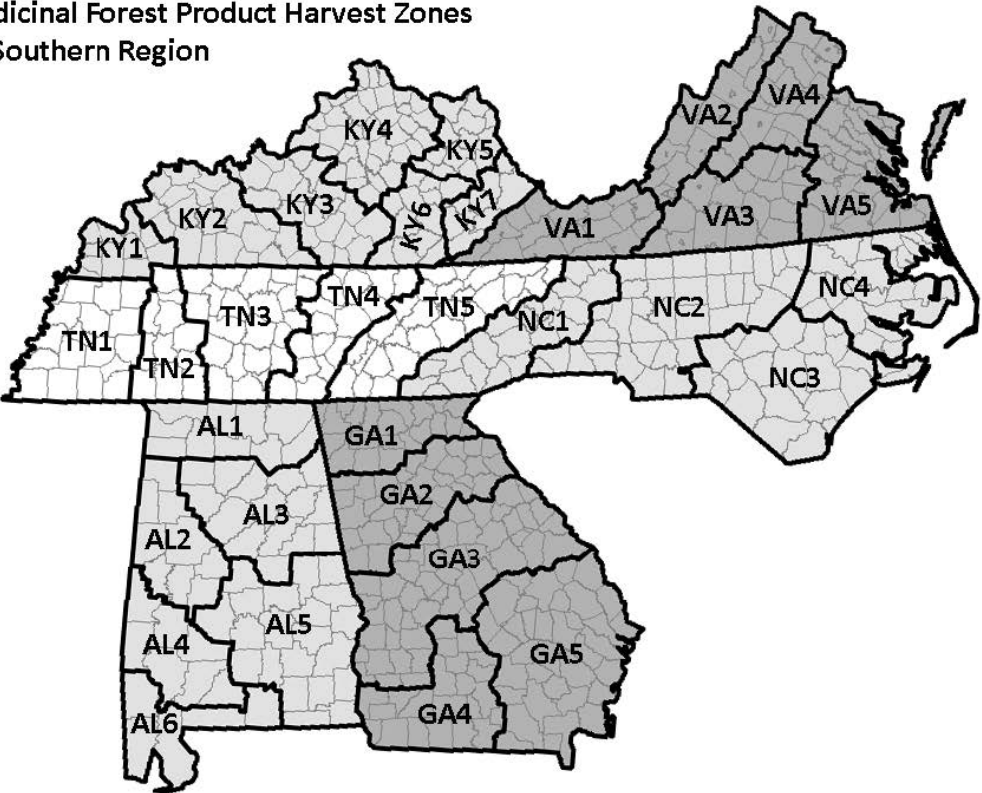 dicinal Forest Product Harvest Zones
Southern Region
KY4
VA4
VA2
KY5
KY3
KY7
KY2
KY6
VA3
VA5
VA1
KY1
NC4
TN4
TN5
NC2
TN3
NC1
TN1
TN2
NC3
AL1
GA1
GA2
AL3
AL2
GA3
AL5
AL4
GA5
GA4
AL6